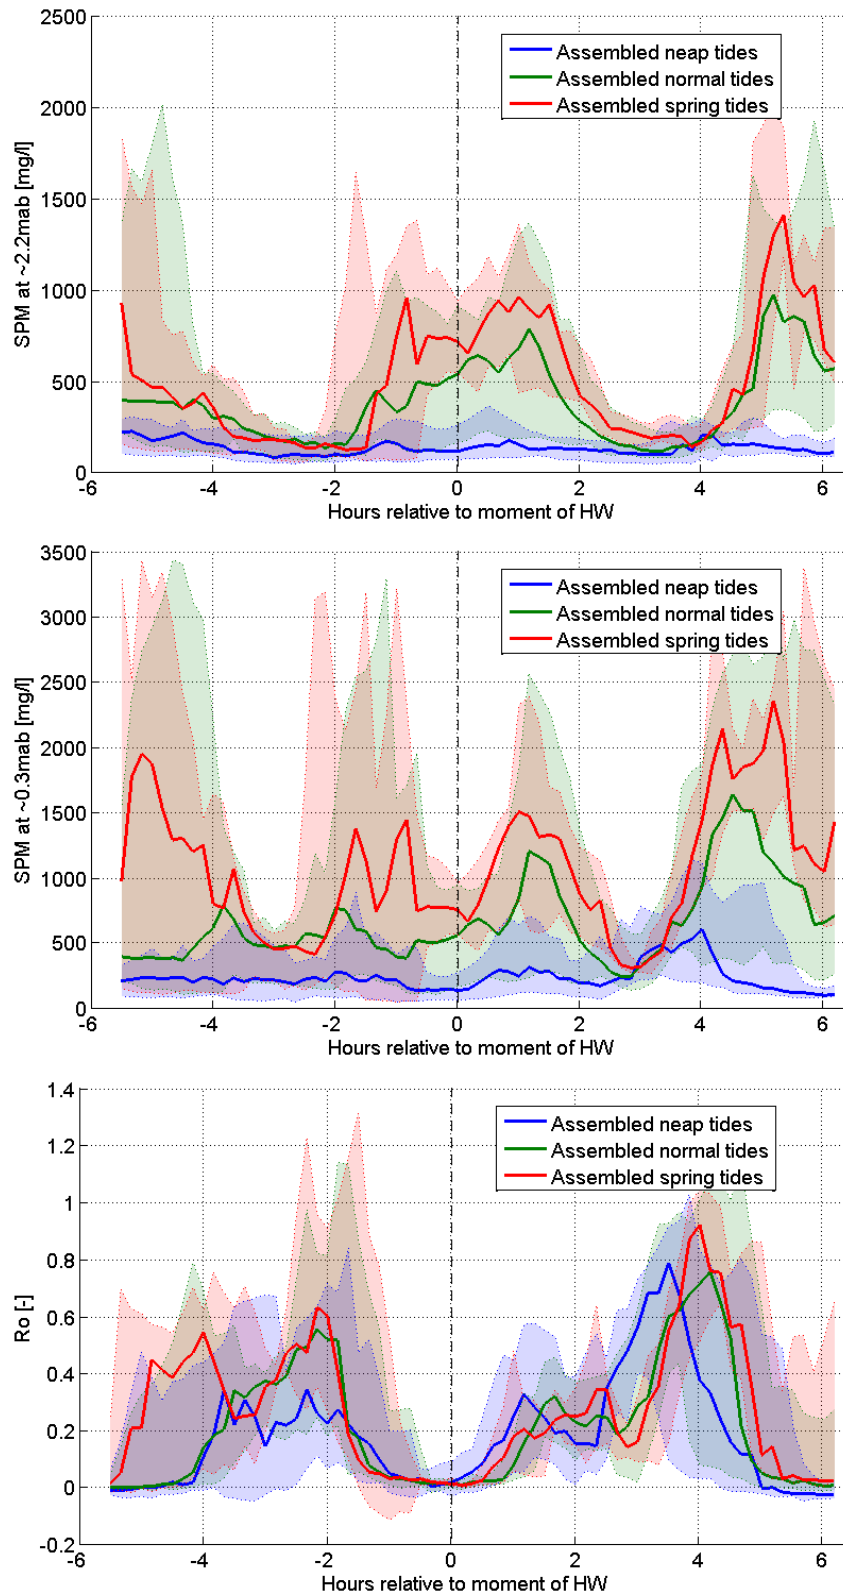 2500
2000
1500
1000
500
0
SPM at ~2.2mab [mg/l]
Assembled neap tides
Assembled normal tides
Assembled spring tides
-6 -4 -2 0 2 4 6
Hours relative to moment of HW
3500
3000
2500
2000
1500
1000
500
0
SPM at ~0.3mab [mg/l]
Assembled neap tides
Assembled normal tides
Assembled spring tides
-6 -4 -2 0 2 4 6
Hours relative to moment of HW
1.4
1.2
1
0.8
0.6
0.4
0.2
0
-0.2
Ro [-]
Assembled neap tides
Assembled normal tides
Assembled spring tides
-6 -4 -2 0 2 4 6
Hours relative to moment of HW